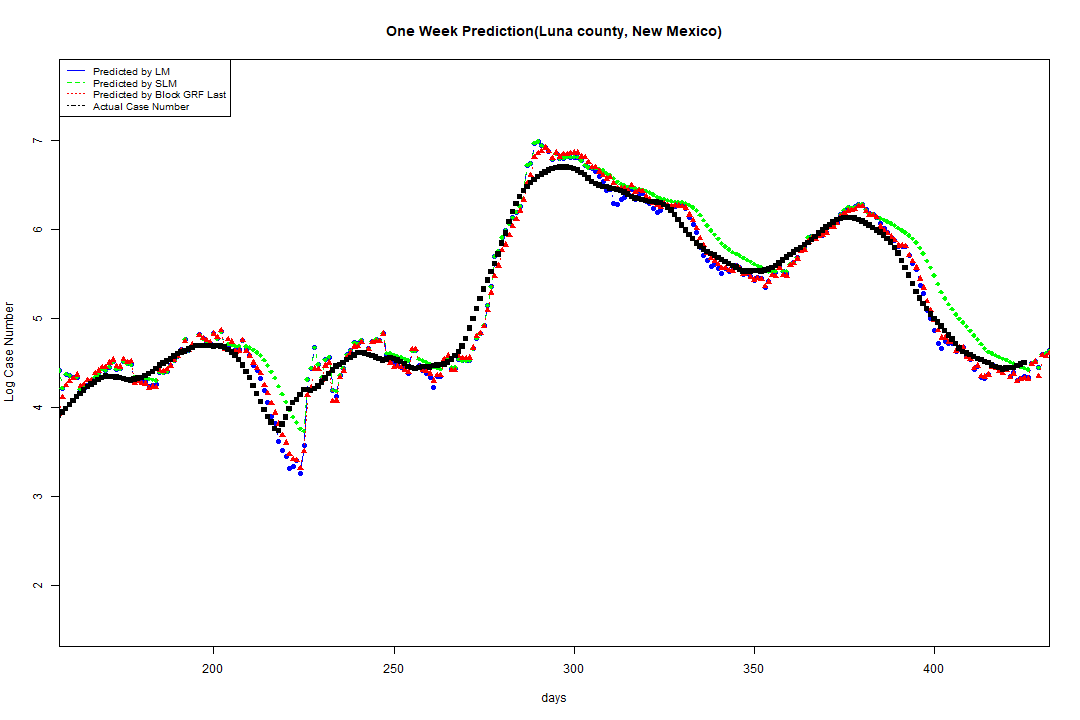 One Week Prediction(Luna county, New Mexico)
Predicted by LM
Predicted by SLM
Predicted by Block GRF Last
Actual Case Number
Log Case Number
7
6
5
4
3
2
200 250 300 350 400
days